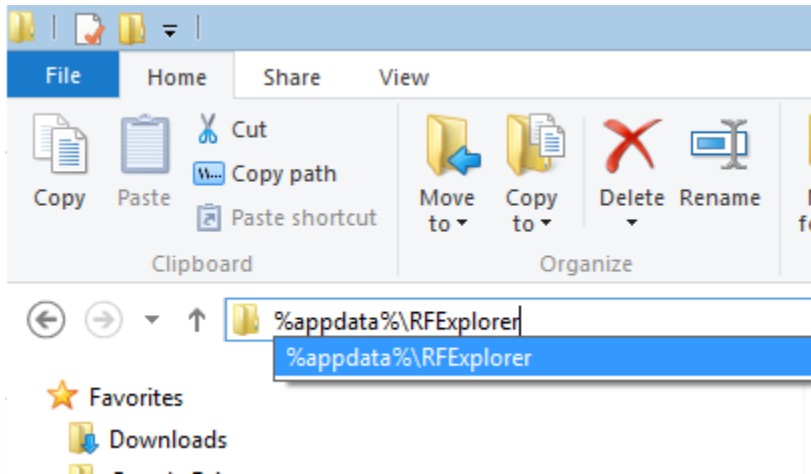 File Home Share View
Cut
Copy path
Paste shortcut
Copy Paste
Move to Copy to Delete Rename
Clipboard Organize
%appdata%\RFExplorer
%appdata%\RFExplorer
Favorites
Downloads